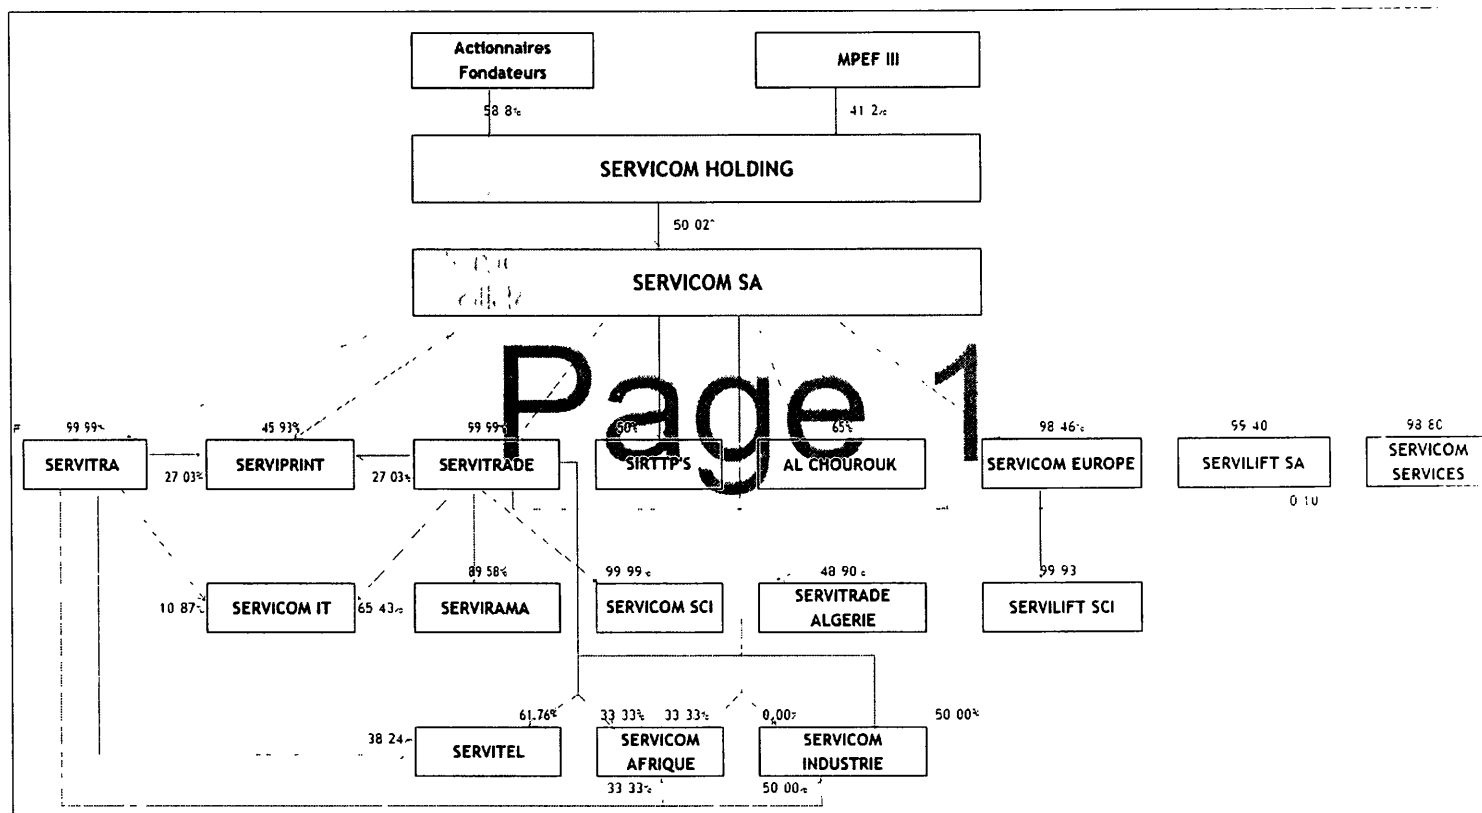 Actionnaires
Fondateurs
MPEF III
58 8%
41 2%
SERVICOM HOLDING
50 02
SERVICOM SA
Page 1
99 99%
45 93%
99 99%
50%
65%
98 46%
99 40
98 80
SERVITRA
SERVIPRINT
SERVITRADE
SIRTTP'S
AL CHOUROUK
SERVICOM EUROPE
SERVILIFT SA
SERVICOM
SERVICES
27 03%
27 03%
0 10
89 58%
99 99%
48 90
99 93
10 87%
SERVICOM IT
65 43%
SERVIRAMA
SERVICOM SCI
SERVITRADE
ALGERIE
SERVILIFT SCI
61.76%
33 33%
33 33%
0,00%
50 00%
38 24
SERVITEL
SERVICOM
AFRIQUE
SERVICOM
INDUSTRIE
33 33%
50 00%